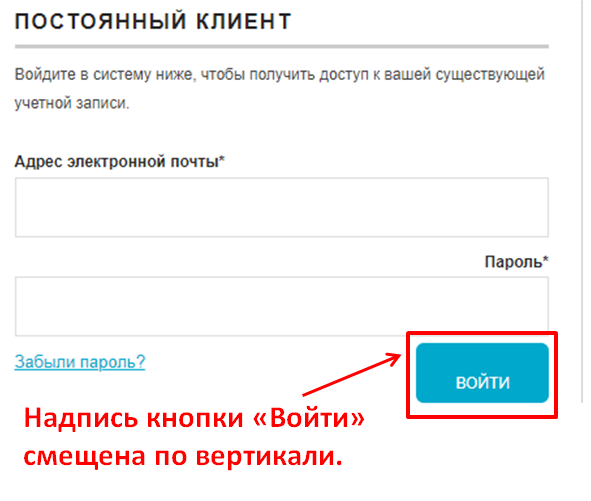 ПОСТОЯННЫЙ КЛИЕНТ
Войдите в систему ниже, чтобы получить доступ к вашей существующей
учетной записи.
Адрес электронной почты*
Пароль*
Забыли пароль?
ВОЙТИ
Надпись кнопки «Войти»
смещена по вертикали.